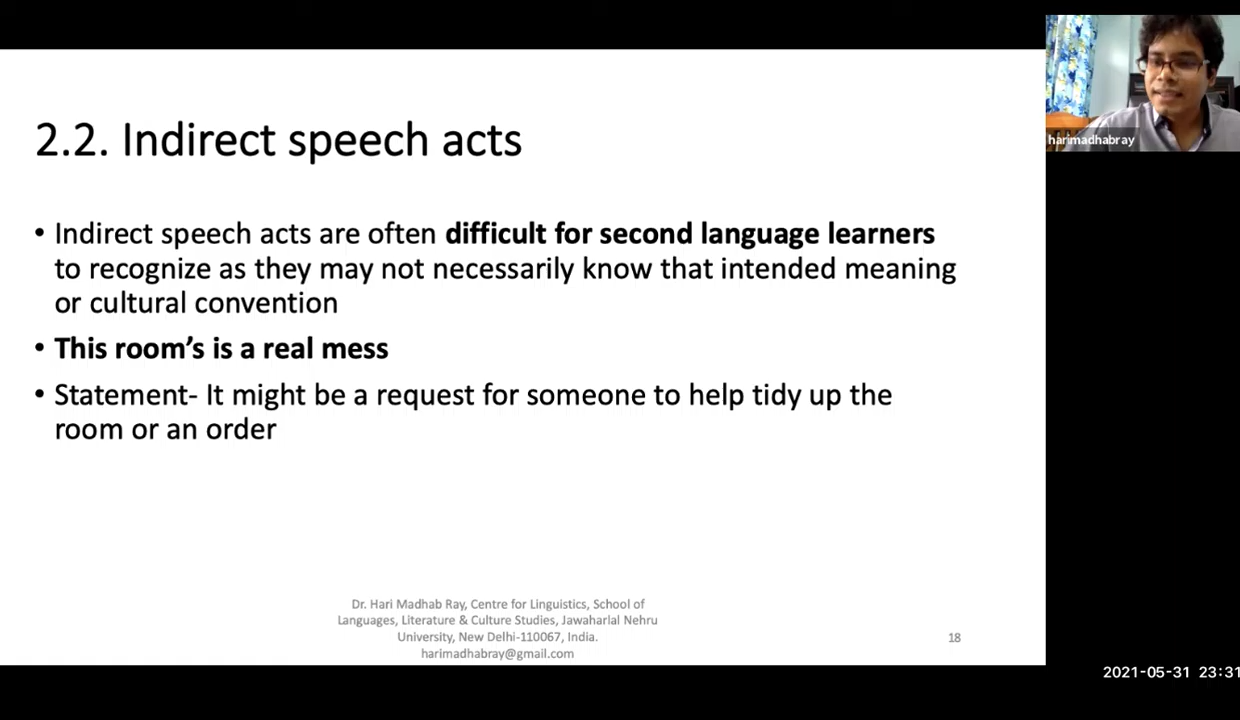 2.2. Indirect speech acts
• Indirect speech acts are often difficult for second language learners
to recognize as they may not necessarily know that intended meaning
or cultural convention
• This room’s is a real mess
• Statement- It might be a request for someone to help tidy up the
room or an order
Dr. Hari Madhab Ray, Centre for Linguistics, School of
Languages, Literature & Culture Studies, Jawaharlal Nehru
University, New Delhi-110067, India.
harimadhabray@gmail.com
18
harimadhabray
2021-05-31 23:31